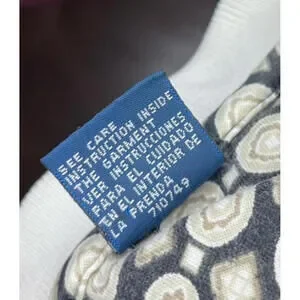 SEE CARE
INSTRUCTION INSIDE
THE GARMENT
VER INSTRUCCIONES
PARA EL CUIDADO
EN EL INTERIOR DE
LA PRENDA
710749